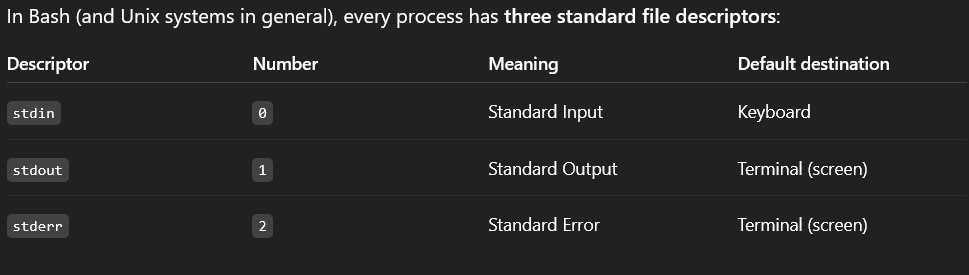 In Bash (and Unix systems in general), every process has three standard file descriptors:
Descriptor Number Meaning Default destination
stdin 0 Standard Input Keyboard
stdout 1 Standard Output Terminal (screen)
stderr 2 Standard Error Terminal (screen)